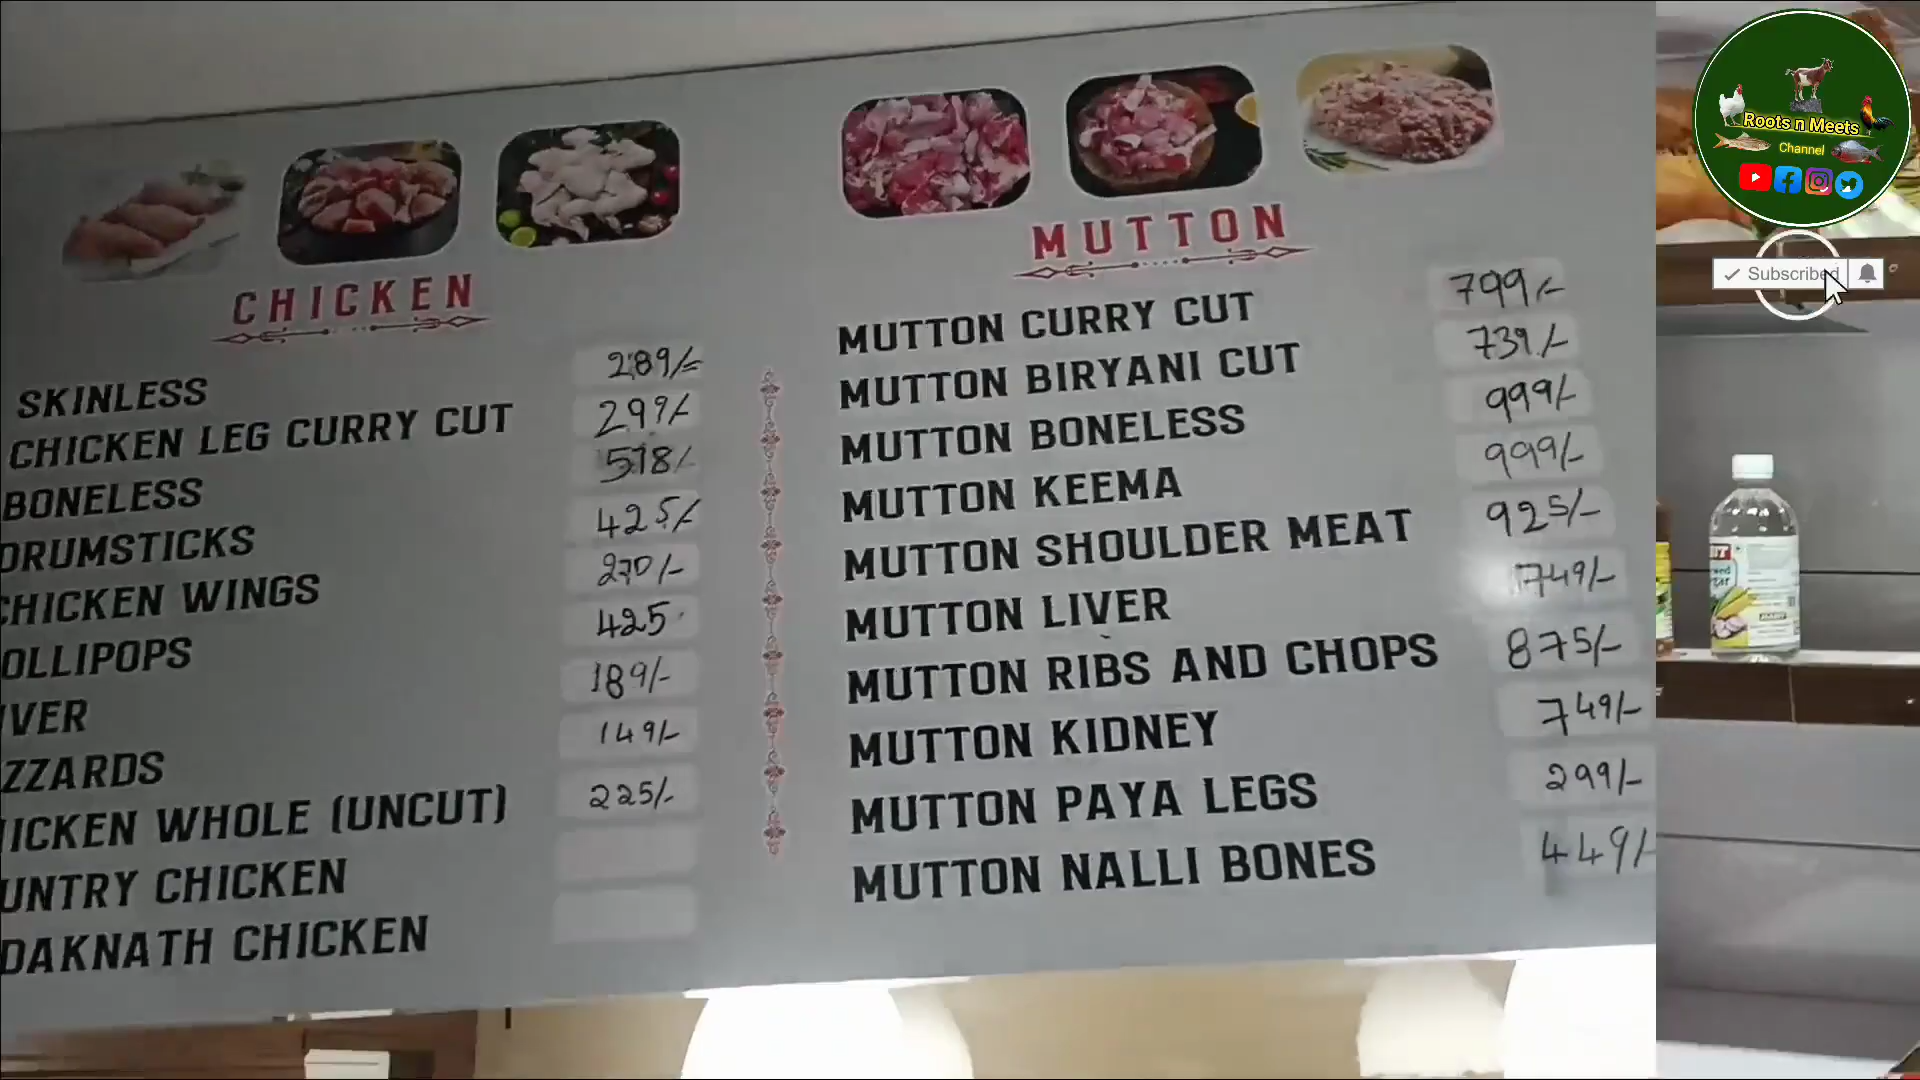 CHICKEN
SKINLESS 289/-
CHICKEN LEG CURRY CUT 299/-
BONELESS 518/-
DRUMSTICKS 425/-
CHICKEN WINGS 270/-
OLLIPOPS 425
VER 189/-
ZZARDS 149/-
ICKEN WHOLE (UNCUT) 225/-
UNTRY CHICKEN
DAKNATH CHICKEN
MUTTON
MUTTON CURRY CUT 799/-
MUTTON BIRYANI CUT 739/-
MUTTON BONELESS 999/-
MUTTON KEEMA 999/-
MUTTON SHOULDER MEAT 925/-
MUTTON LIVER 749/-
MUTTON RIBS AND CHOPS 875/-
MUTTON KIDNEY 749/-
MUTTON PAYA LEGS 299/-
MUTTON NALLI BONES 449/-
Roots n Meets
Channel
Subscribed